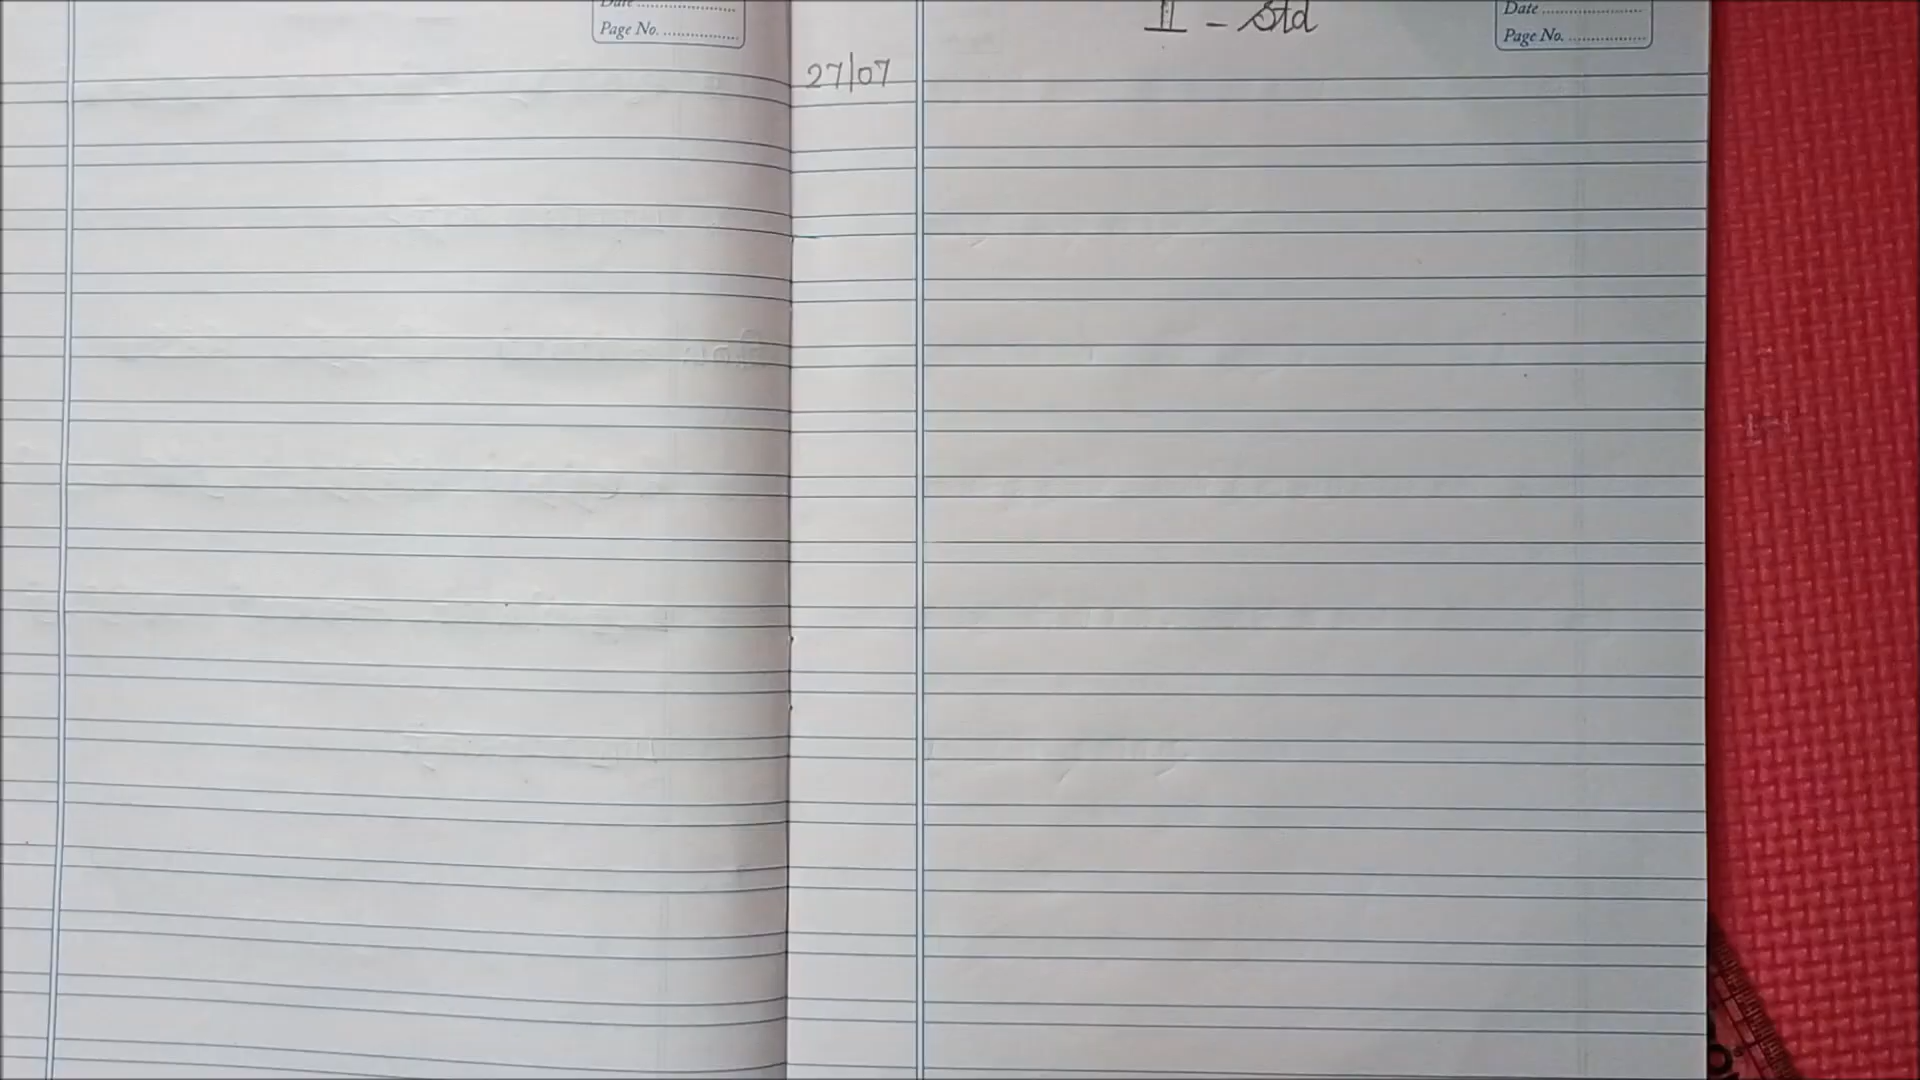 Date
Page No.
II - Std
Date
Page No.
27/07